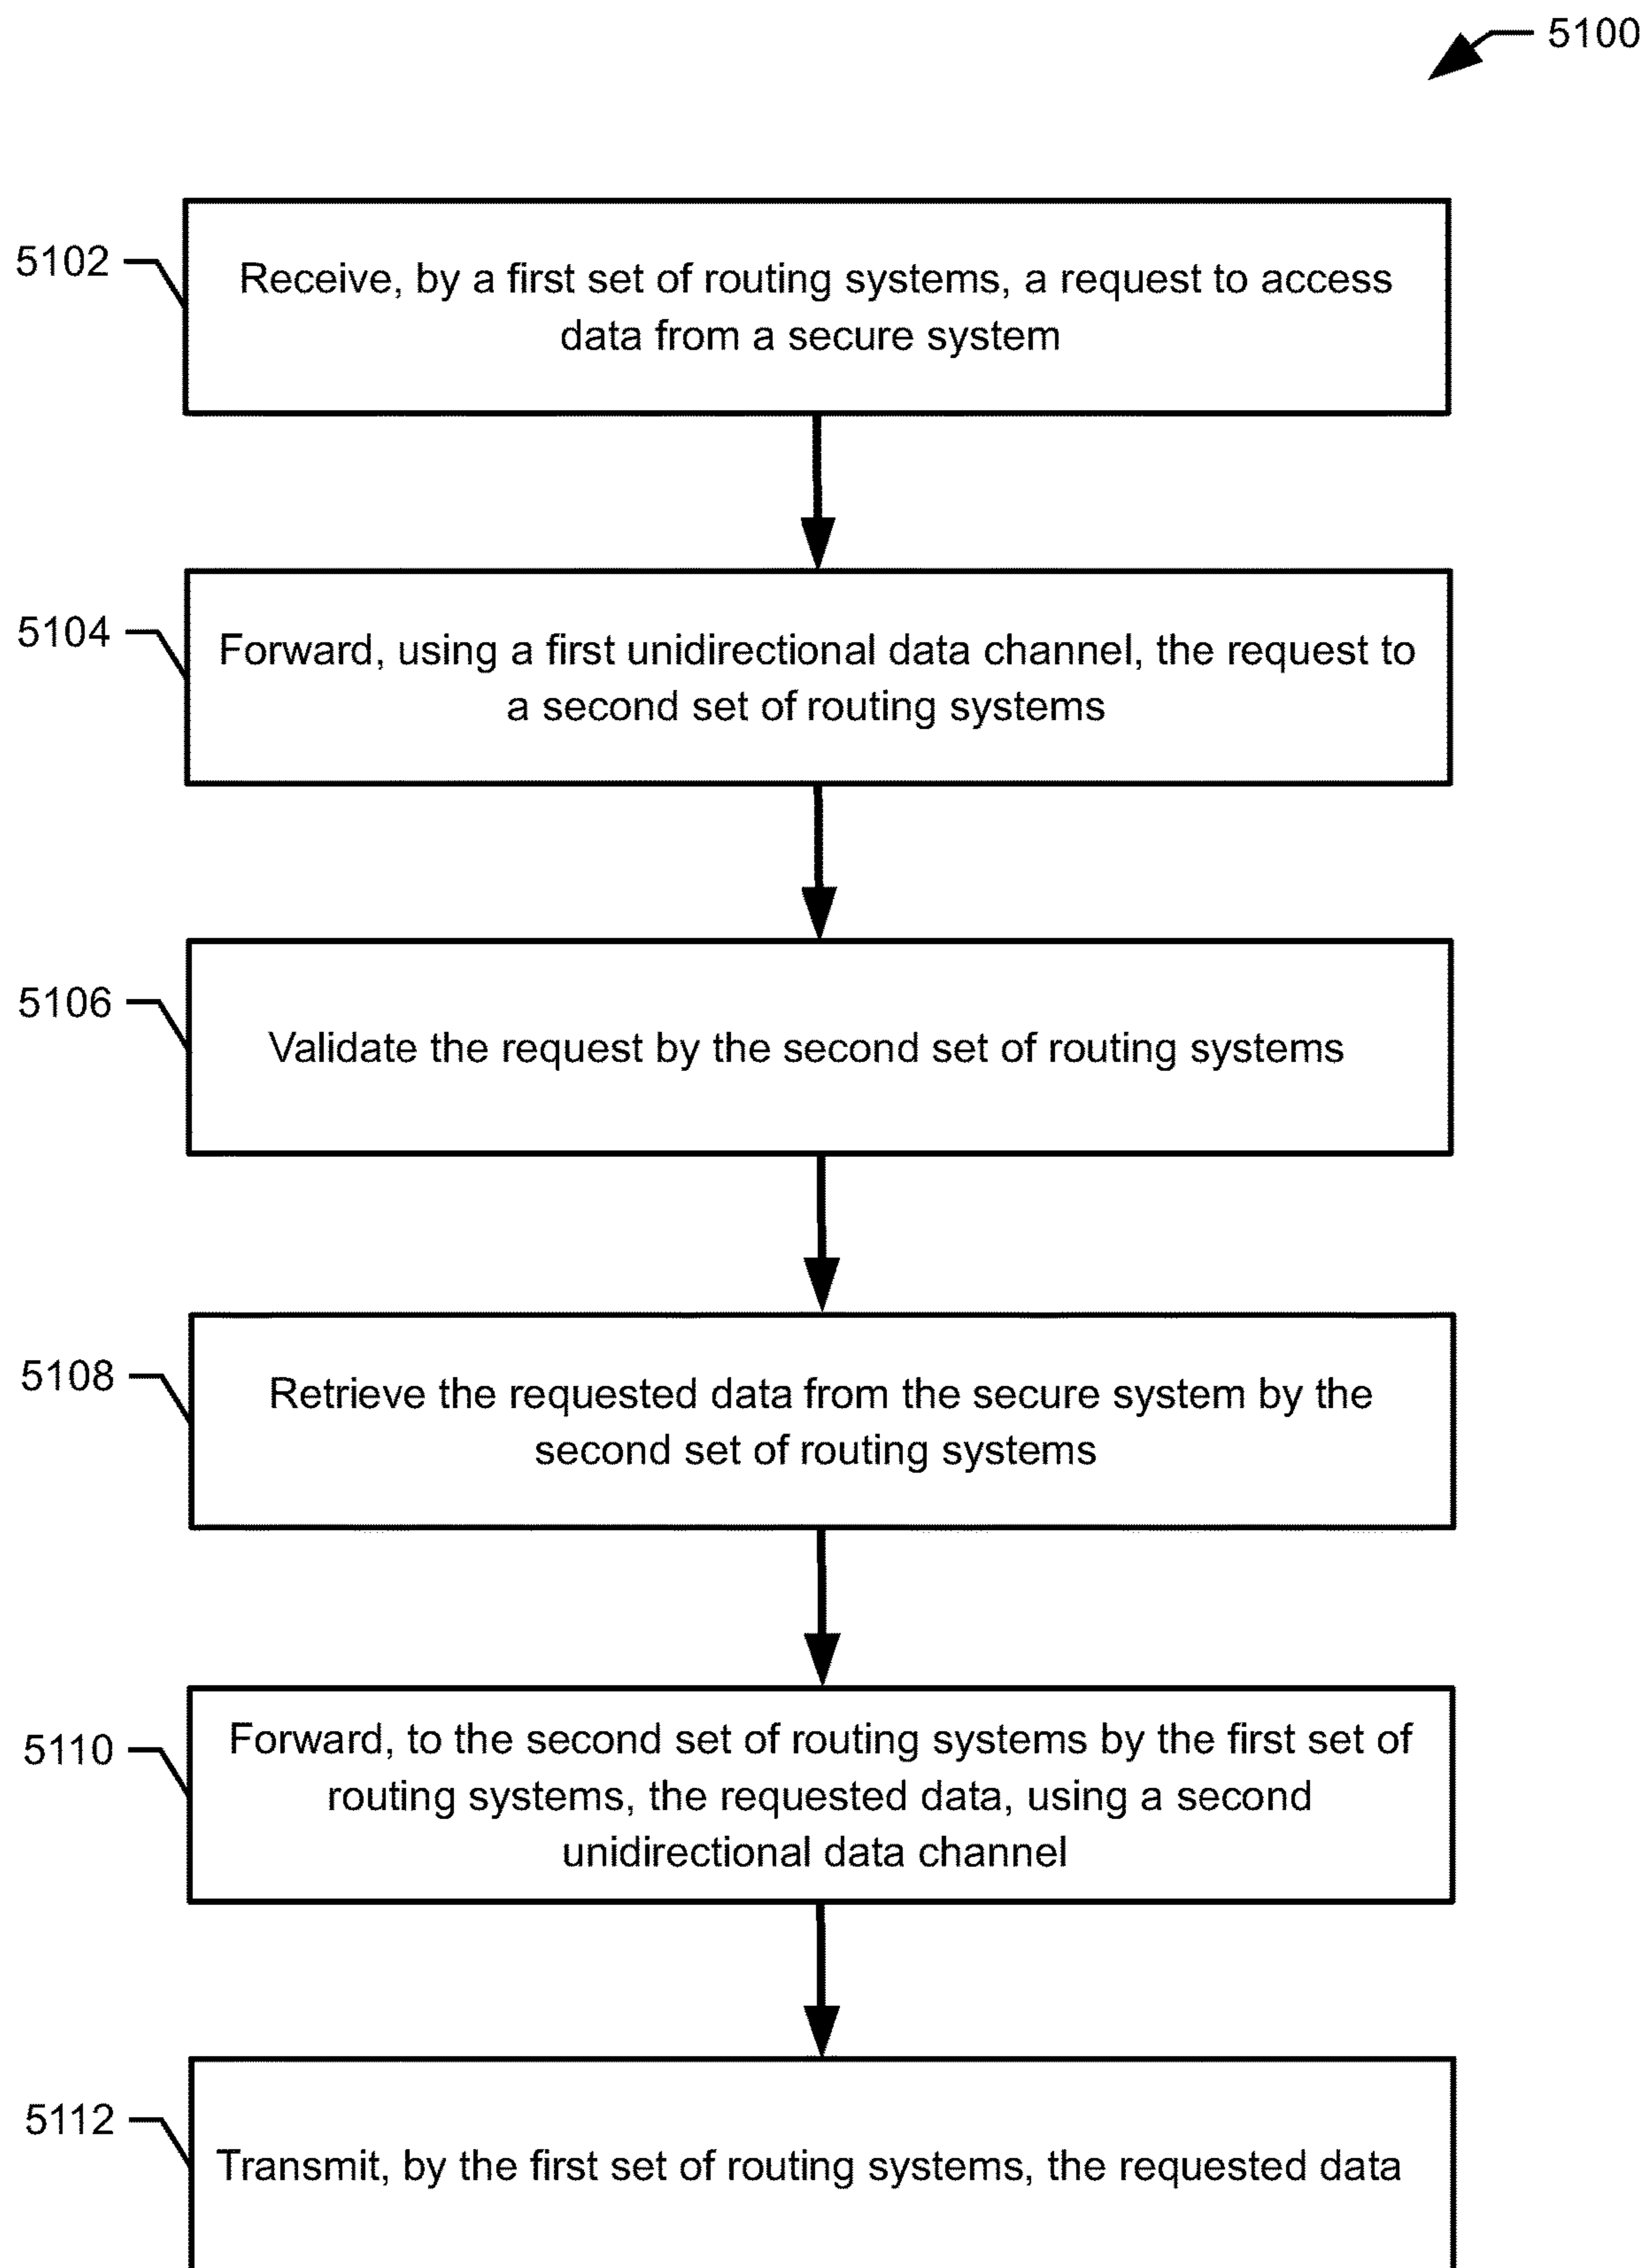 5100
5102
Receive, by a first set of routing systems, a request to access
data from a secure system
5104
Forward, using a first unidirectional data channel, the request to
a second set of routing systems
5106
Validate the request by the second set of routing systems
5108
Retrieve the requested data from the secure system by the
second set of routing systems
5110
Forward, to the second set of routing systems by the first set of
routing systems, the requested data, using a second
unidirectional data channel
5112
Transmit, by the first set of routing systems, the requested data